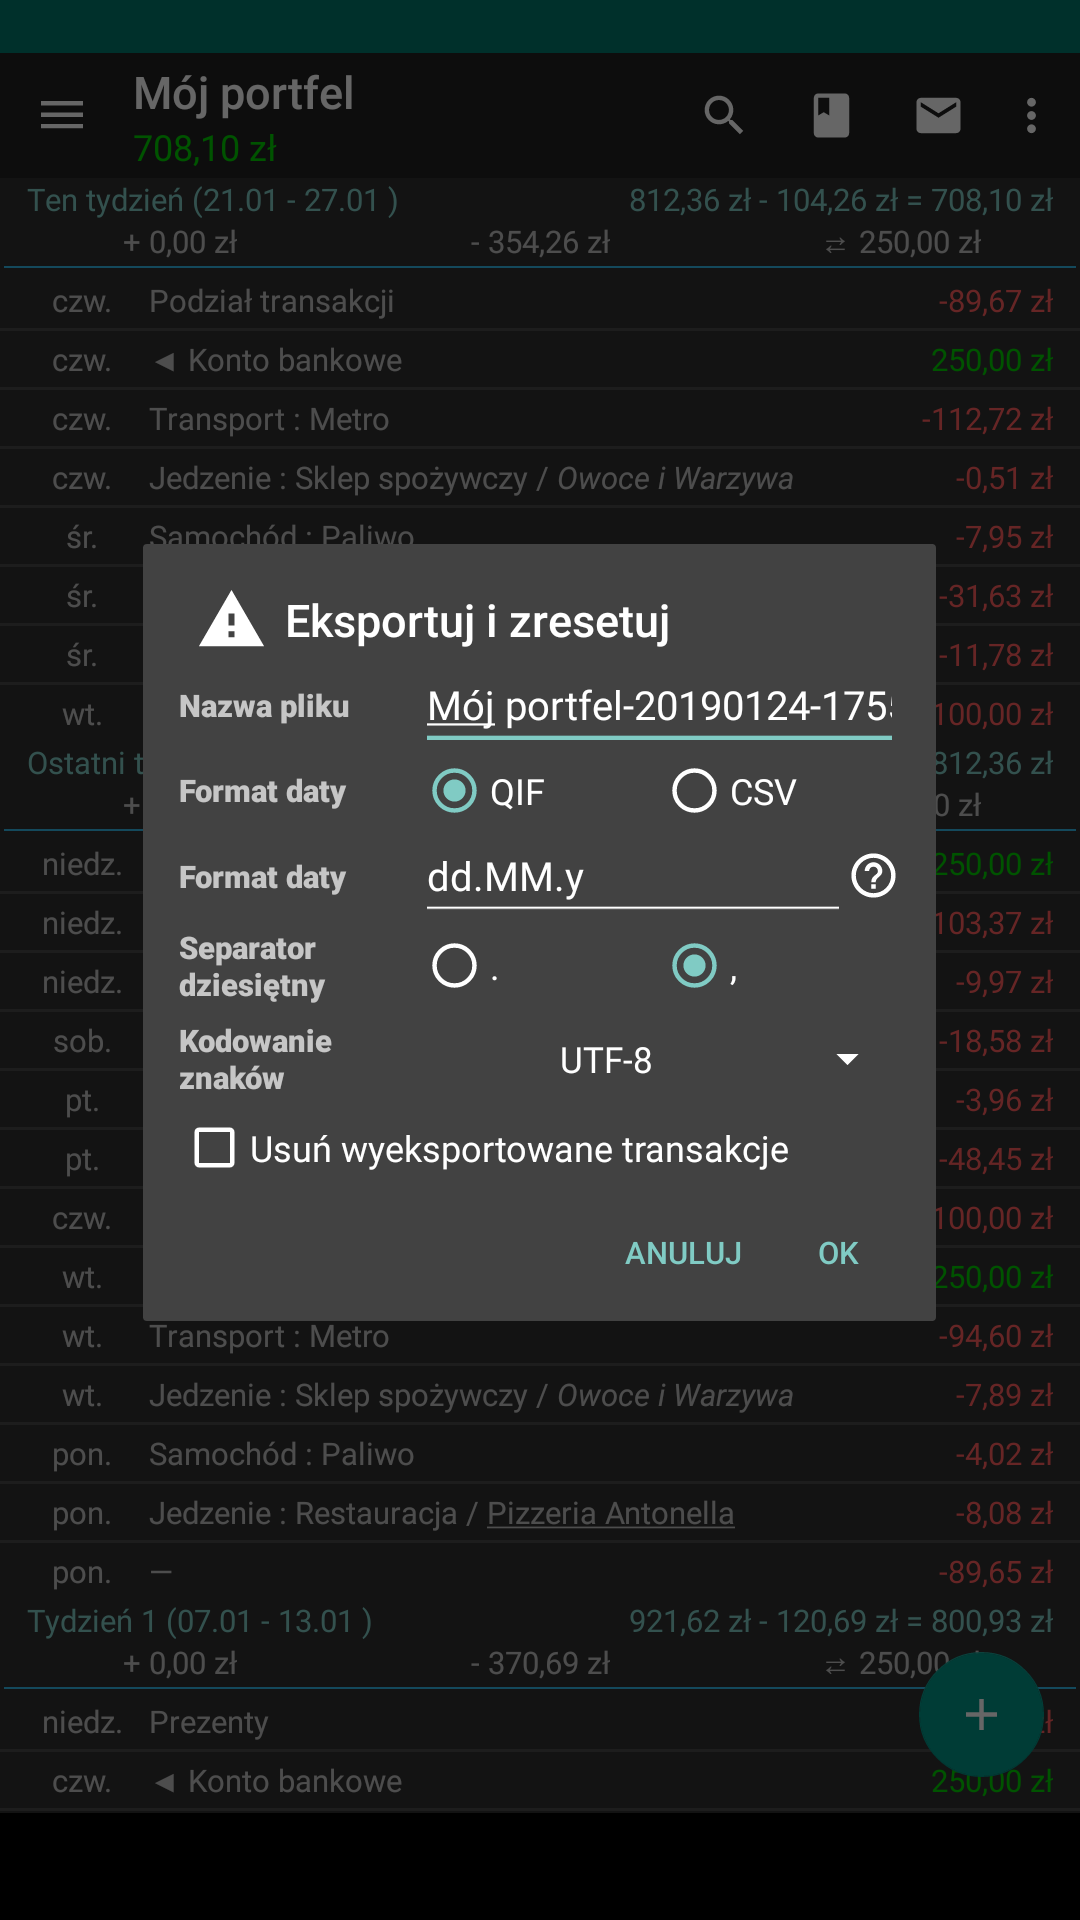 Mój portfel
708,10 zł
Ten tydzień (21.01 - 27.01 ) 812,36 zł - 104,26 zł = 708,10 zł
+ 0,00 zł - 354,26 zł ⇄ 250,00 zł
czw. Podział transakcji -89,67 zł
czw. ◄ Konto bankowe 250,00 zł
czw. Transport : Metro -112,72 zł
czw. Jedzenie : Sklep spożywczy / Owoce i Warzywa -0,51 zł
śr. Samochód : Paliwo -7,95 zł
śr. -31,63 zł
śr. -11,78 zł
wt. 100,00 zł
Ostatni t 812,36 zł
+ 0 zł
niedz. 250,00 zł
niedz. 103,37 zł
niedz. -9,97 zł
sob. -18,58 zł
pt. -3,96 zł
pt. -48,45 zł
czw. 100,00 zł
wt. 250,00 zł
Eksportuj i zresetuj
Nazwa pliku Mój portfel-20190124-175
Format daty QIF CSV
Format daty dd.MM.y ?
Separator
dziesiętny . ,
Kodowanie
znaków UTF-8
Usuń wyeksportowane transakcje
ANULUJ OK
wt. Transport : Metro -94,60 zł
wt. Jedzenie : Sklep spożywczy / Owoce i Warzywa -7,89 zł
pon. Samochód : Paliwo -4,02 zł
pon. Jedzenie : Restauracja / Pizzeria Antonella -8,08 zł
pon. — -89,65 zł
Tydzień 1 (07.01 - 13.01 ) 921,62 zł - 120,69 zł = 800,93 zł
+ 0,00 zł - 370,69 zł ⇄ 250,00
niedz. Prezenty ł
czw. ◄ Konto bankowe 250,00 zł